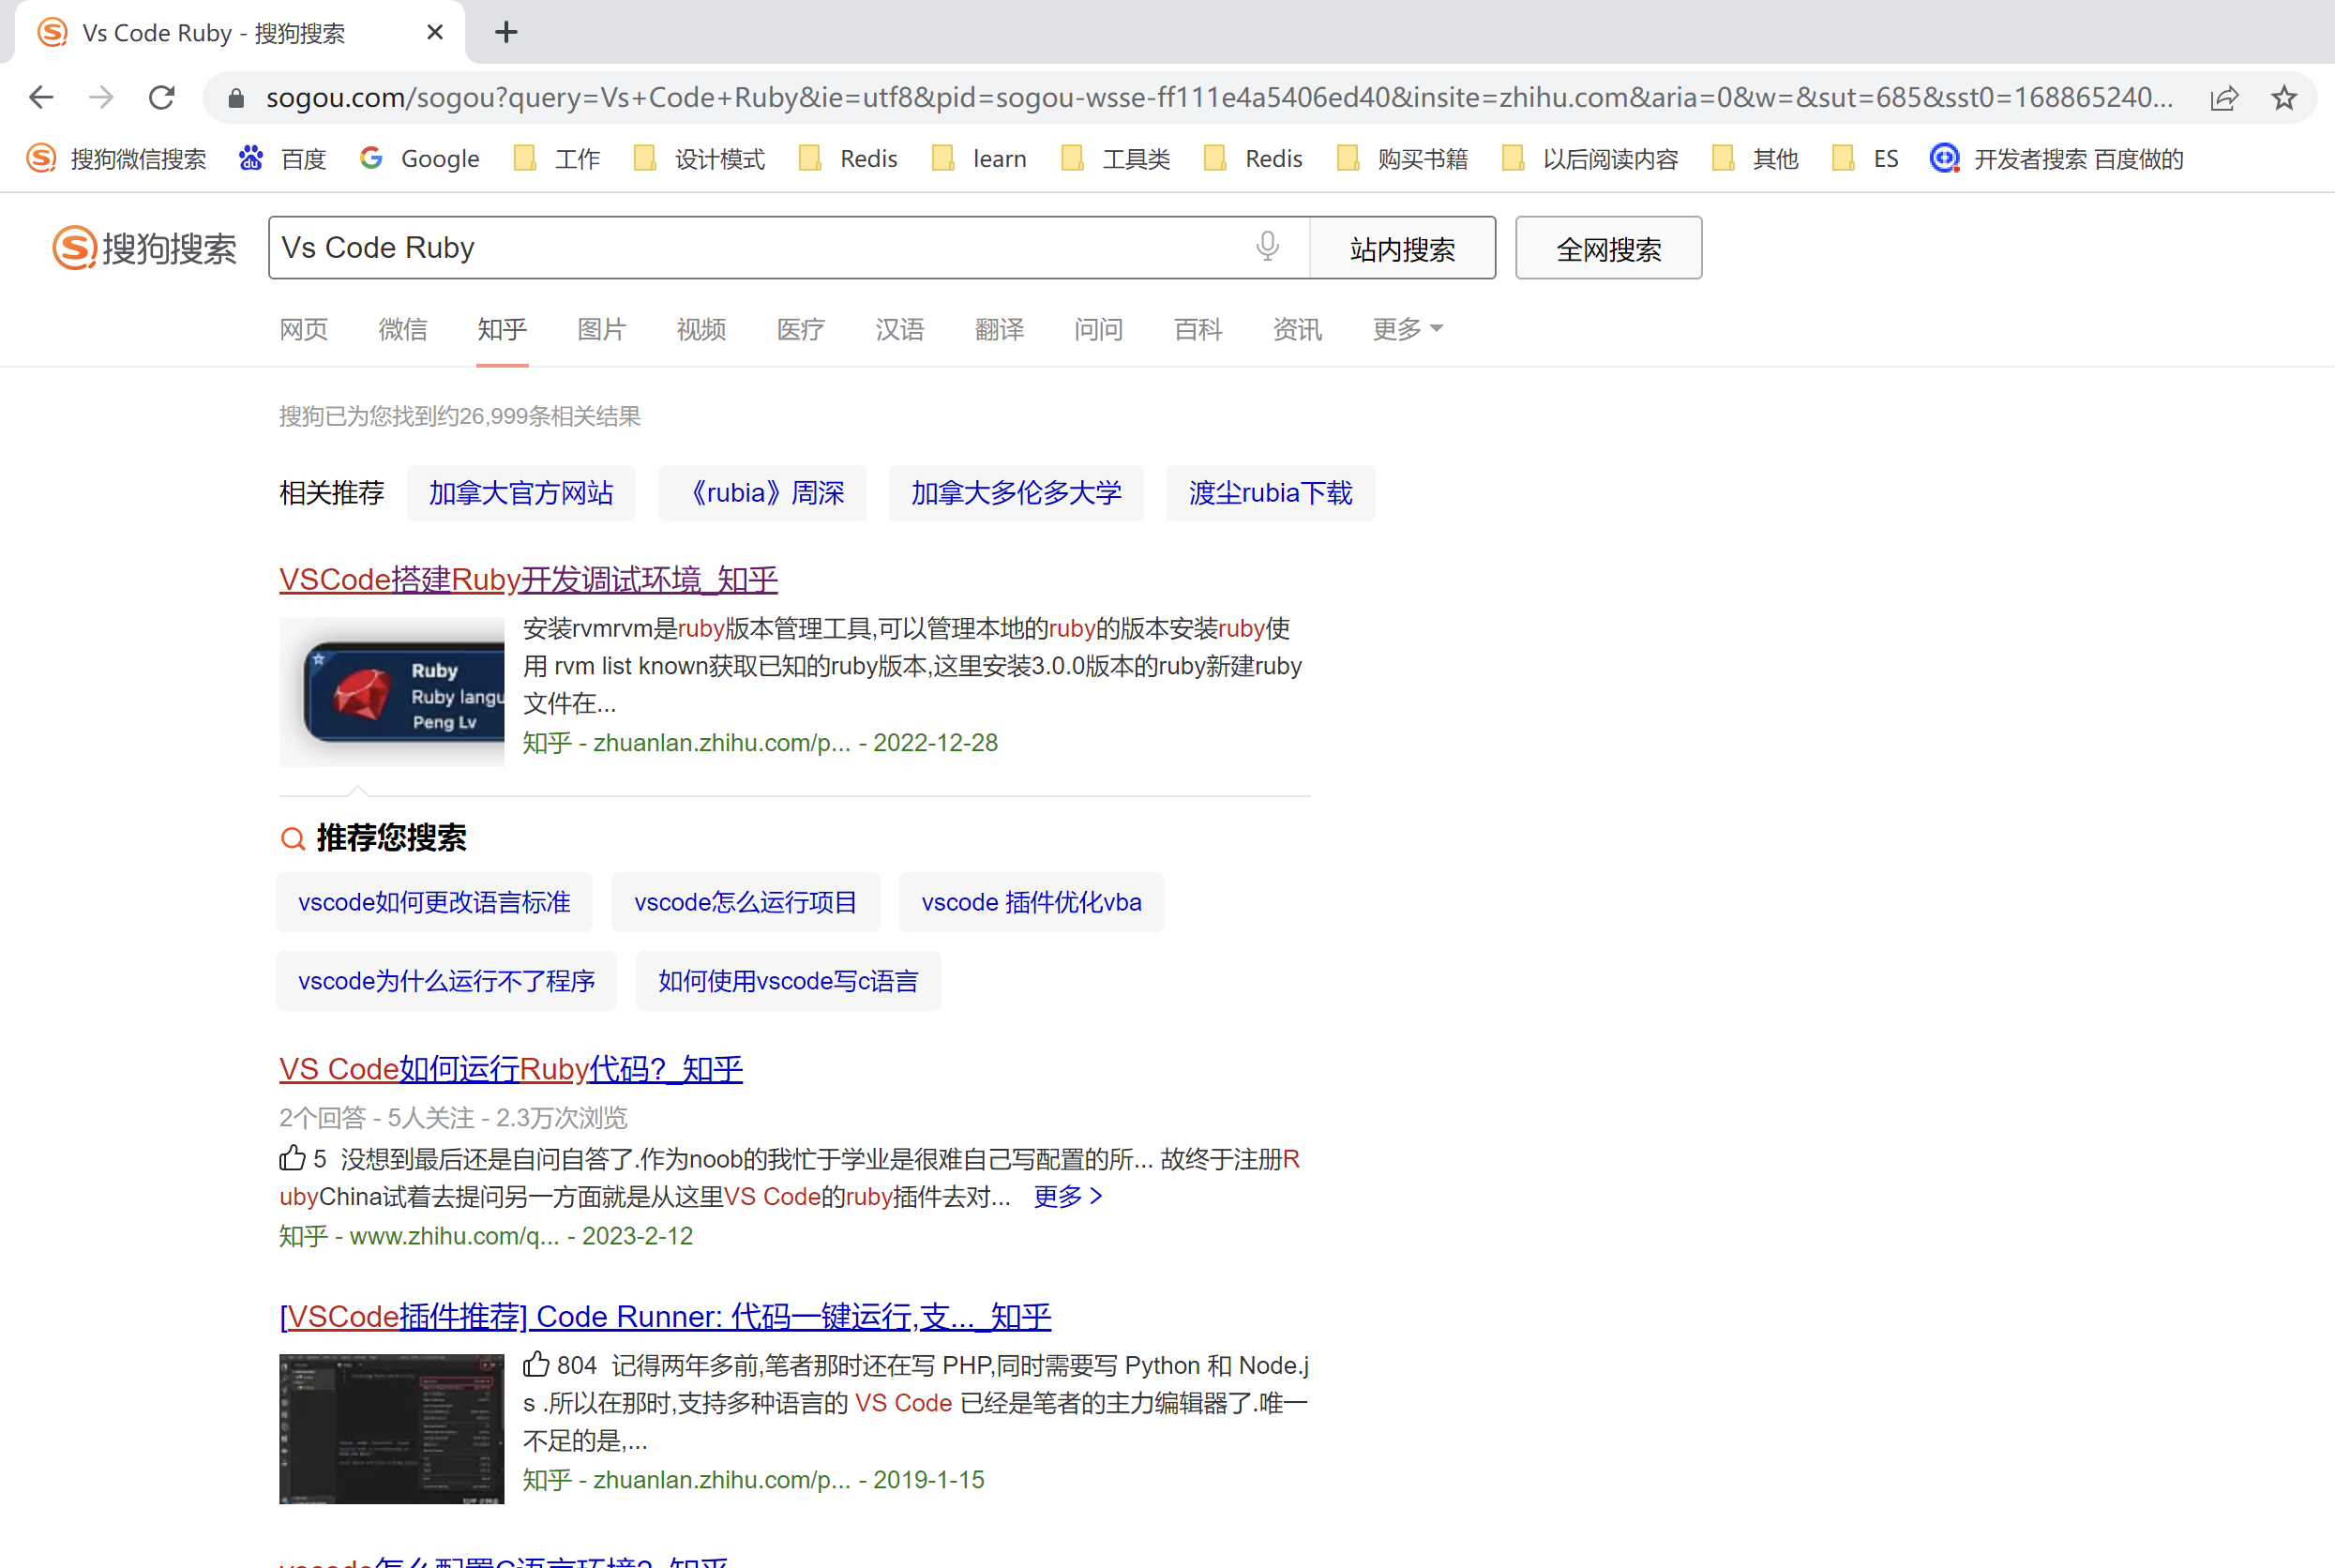 Vs Code Ruby - 搜狗搜索
sogou.com/sogou?query=Vs+Code+Ruby&ie=utf8&pid=sogou-wsse-ff111e4a5406ed40&insite=zhihu.com&aria=0&w=&sut=685&sst0=168865240...
搜狗微信搜索 百度 Google 工作 设计模式 Redis learn 工具类 Redis 购买书籍 以后阅读内容 其他 ES 开发者搜索 百度做的
搜狗搜索 Vs Code Ruby 站内搜索 全网搜索
网页 微信 知乎 图片 视频 医疗 汉语 翻译 问问 百科 资讯 更多
搜狗已为您找到约26,999条相关结果
相关推荐 加拿大官方网站 《rubia》周深 加拿大多伦多大学 渡尘rubia下载
VSCode搭建Ruby开发调试环境_知乎
Ruby
Ruby langu
Peng Lv
安装rvmrvm是ruby版本管理工具,可以管理本地的ruby的版本安装ruby使
用 rvm list known获取已知的ruby版本,这里安装3.0.0版本的ruby新建ruby
文件在...
知乎 - zhuanlan.zhihu.com/p... - 2022-12-28
推荐您搜索
vscode如何更改语言标准 vscode怎么运行项目 vscode 插件优化vba
vscode为什么运行不了程序 如何使用vscode写c语言
VS Code如何运行Ruby代码?_知乎
2个回答 - 5人关注 - 2.3万次浏览
5 没想到最后还是自问自答了.作为noob的我忙于学业是很难自己写配置的所... 故终于注册R
ubyChina试着去提问另一方面就是从这里VS Code的ruby插件去对... 更多 >
知乎 - www.zhihu.com/q... - 2023-2-12
[VSCode插件推荐] Code Runner: 代码一键运行,支..._知乎
804 记得两年多前,笔者那时还在写 PHP,同时需要写 Python 和 Node.j
s .所以在那时,支持多种语言的 VS Code 已经是笔者的主力编辑器了.唯一
不足的是,...
知乎 - zhuanlan.zhihu.com/p... - 2019-1-15
vscode怎么配置C语言环境?_知乎